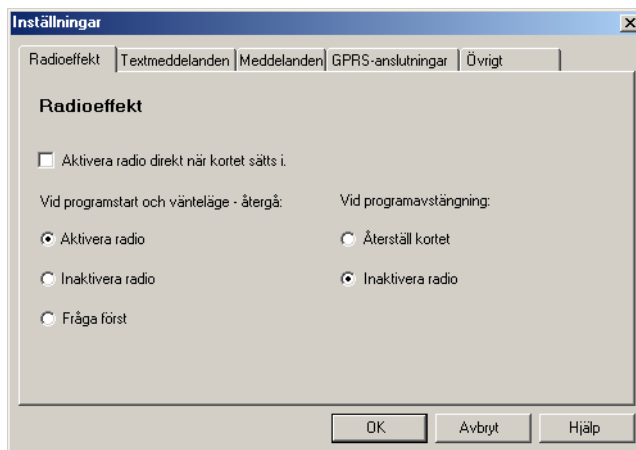 Inställningar
Radioeffekt Textmeddelanden Meddelanden GPRS-anslutningar Övrigt
Radioeffekt
Aktivera radio direkt när kortet sätts i.
Vid programstart och vänteläge - återgå:
Aktivera radio
Inaktivera radio
Fråga först
Vid programavstängning:
Återställ kortet
Inaktivera radio
OK Avbryt Hjälp